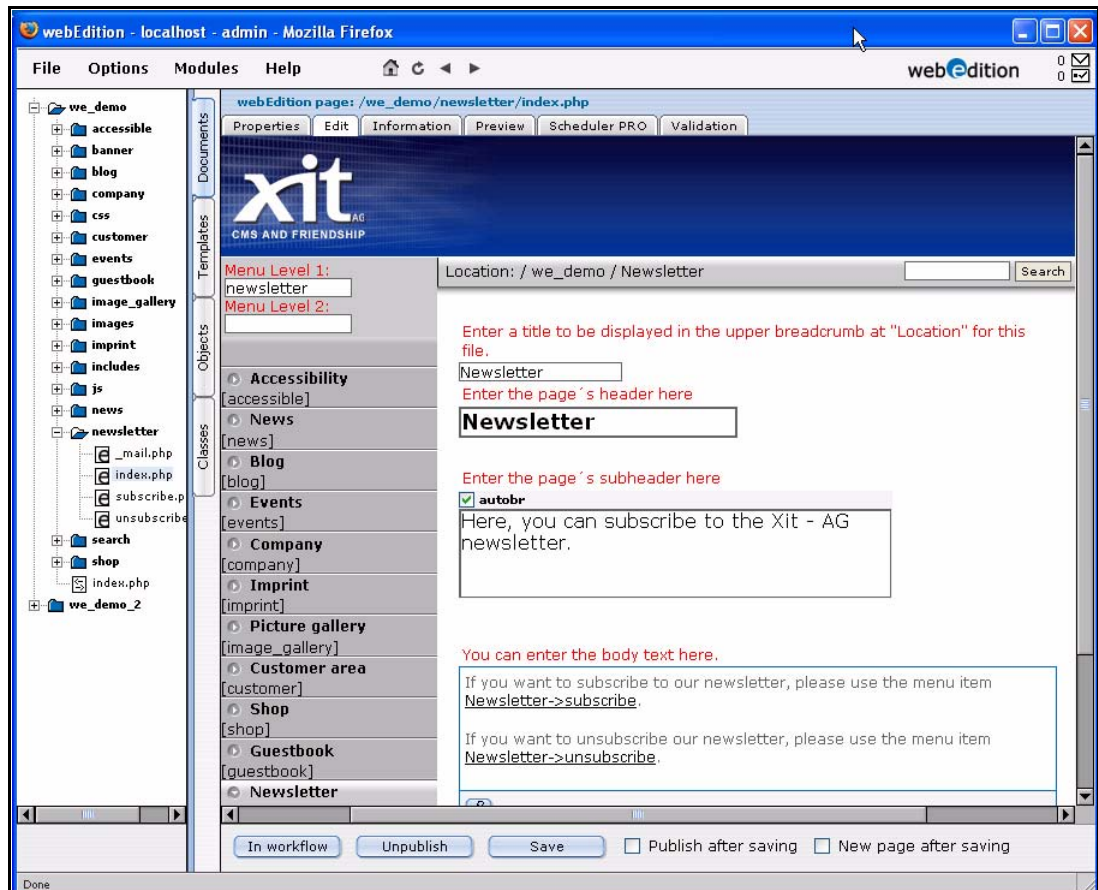 webEdition - localhost - admin - Mozilla Firefox
File Options Modules Help
webedition
0
0
we_demo
accessible
banner
blog
company
css
customer
events
guestbook
image_gallery
images
imprint
includes
js
news
newsletter
_mail.php
index.php
subscribe.p
unsubscribe
search
shop
index.php
we_demo_2
Documents
Templates
Objects
Classes
webEdition page: /we_demo/newsletter/index.php
Properties Edit Information Preview Scheduler PRO Validation
xit
AG
CMS AND FRIENDSHIP
Menu Level 1:
newsletter
Menu Level 2:
Accessibility
[accessible]
News
[news]
Blog
[blog]
Events
[events]
Company
[company]
Imprint
[imprint]
Picture gallery
[image_gallery]
Customer area
[customer]
Shop
[shop]
Guestbook
[guestbook]
Newsletter
Location: / we_demo / Newsletter
Search
Enter a title to be displayed in the upper breadcrumb at "Location" for this
file.
Newsletter
Enter the page´s header here
Newsletter
Enter the page´s subheader here
autobr
Here, you can subscribe to the Xit - AG
newsletter.
You can enter the body text here.
If you want to subscribe to our newsletter, please use the menu item
Newsletter->subscribe.
If you want to unsubscribe our newsletter, please use the menu item
Newsletter->unsubscribe.
In workflow Unpublish Save Publish after saving New page after saving
Done